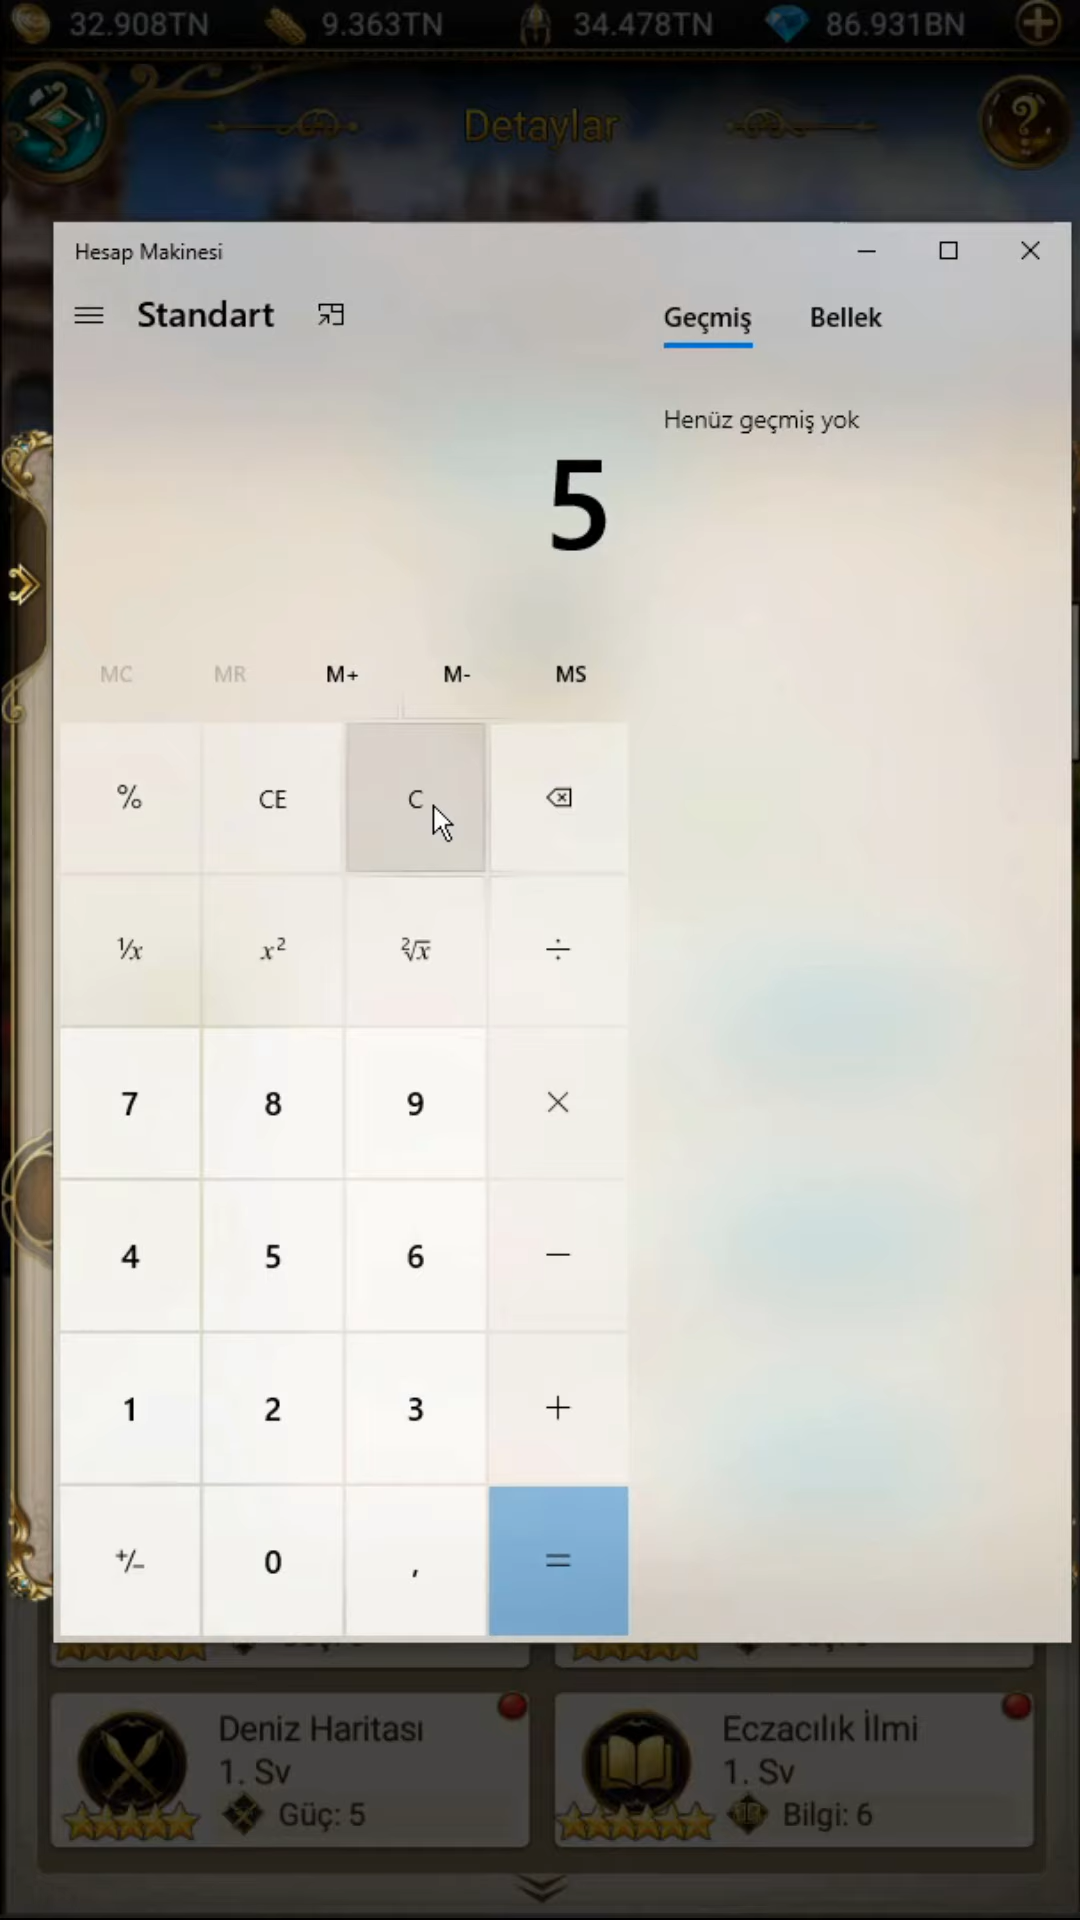 32.908TN 9.363TN 34.478TN 86.931BN
Detaylar
Hesap Makinesi
Standart
Geçmiş Bellek
Henüz geçmiş yok
5
MC MR M+ M- MS
% CE C
⅟x x² ²√x ÷
7 8 9 ×
4 5 6 −
1 2 3 +
+/− 0 , =
Deniz Haritası
1. Sv
Güç: 5
Eczacılık İlmi
1. Sv
Bilgi: 6